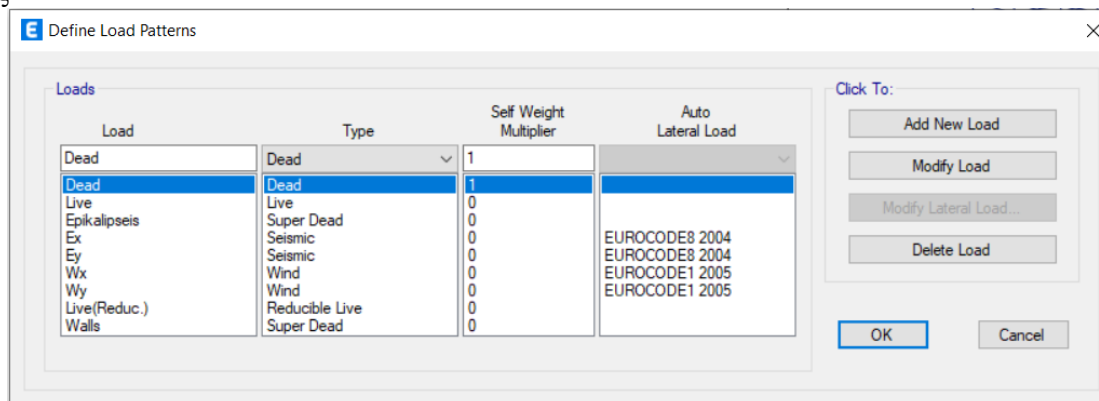 E Define Load Patterns
Loads
Load Type Self Weight Multiplier Auto Lateral Load
Dead Dead 1
Dead Dead 1
Live Live 0
Epikalipseis Super Dead 0
Ex Seismic 0 EUROCODE8 2004
Ey Seismic 0 EUROCODE8 2004
Wx Wind 0 EUROCODE1 2005
Wy Wind 0 EUROCODE1 2005
Live(Reduc.) Reducible Live 0
Walls Super Dead 0
Click To:
Add New Load
Modify Load
Modify Lateral Load...
Delete Load
OK Cancel